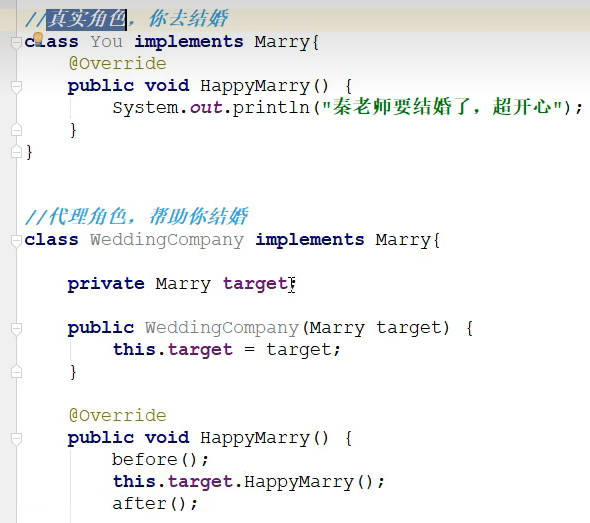 //真实角色，你去结婚
class You implements Marry{
@Override
public void HappyMarry() {
System.out.println("秦老师要结婚了，超开心");
}
}
//代理角色，帮助你结婚
class WeddingCompany implements Marry{
private Marry target;
public WeddingCompany(Marry target) {
this.target = target;
}
@Override
public void HappyMarry() {
before();
this.target.HappyMarry();
after();